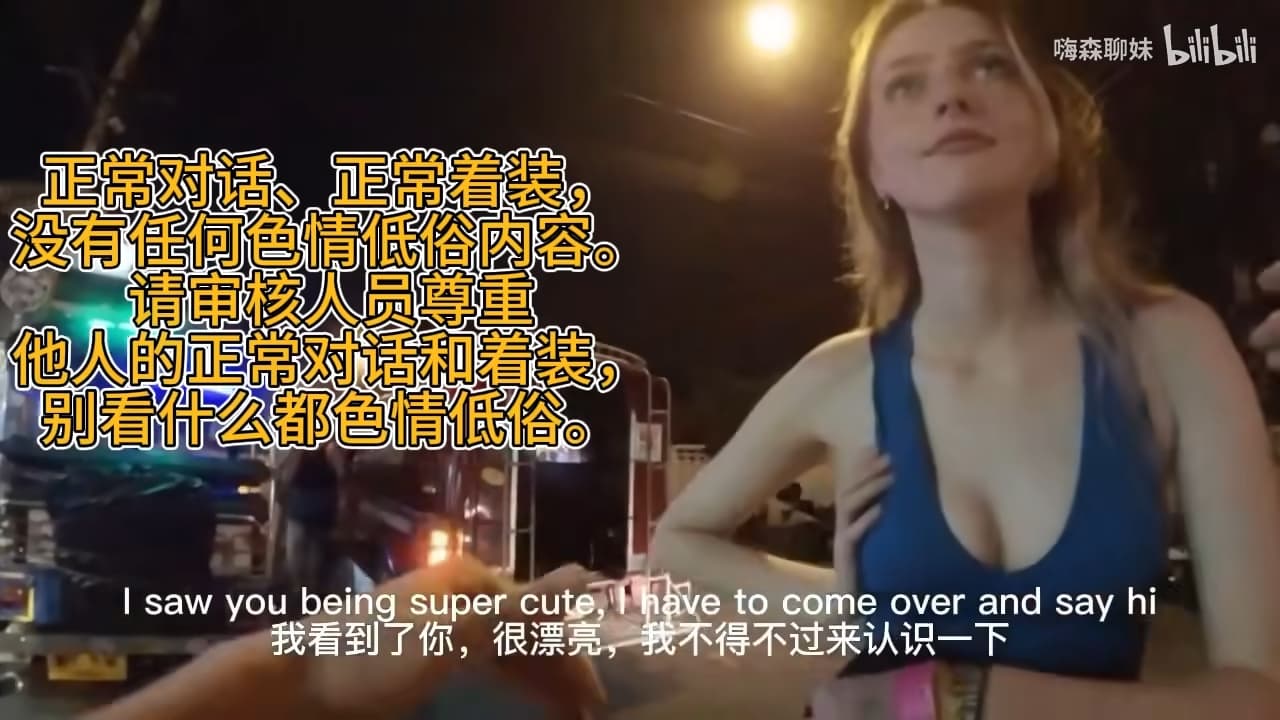 嗨森聊妹 bilibili
正常对话、正常着装，
没有任何色情低俗内容。
请审核人员尊重
他人的正常对话和着装，
别看什么都色情低俗。
I saw you being super cute, I have to come over and say hi
我看到了你，很漂亮，我不得不过来认识一下